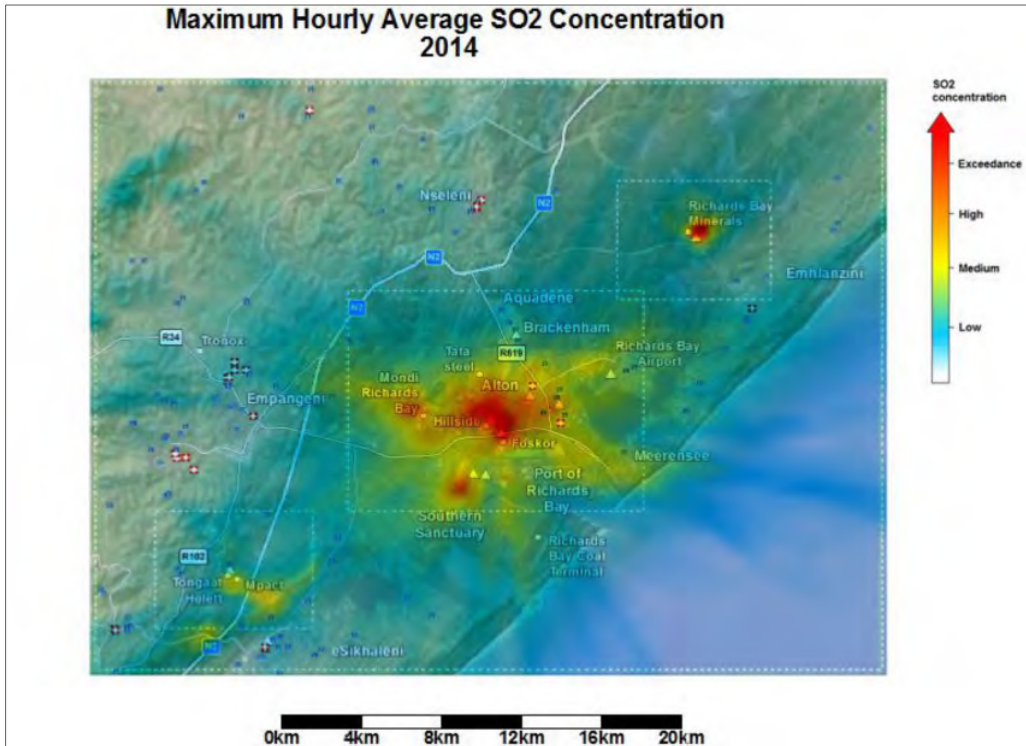 Maximum Hourly Average SO2 Concentration
2014
SO2
concentration
Exceedance
High
Medium
Low
Nseleni
N2
N2
N2
Richards Bay
Minerals
Emhlanzini
Aquadene
Brackenham
R34
Tronox
R619
Richards Bay
Airport
Tata
steel
Mondi
Richards
Bay
Alton
Empangeni
Hillside
Foskor
Meerensee
Port of
Richards
Bay
Southern
Sanctuary
Richards
Bay Coal
Terminal
R102
Tongaat
Hulett
Mpact
N2
eSikhaleni
0km
4km
8km
12km
16km
20km